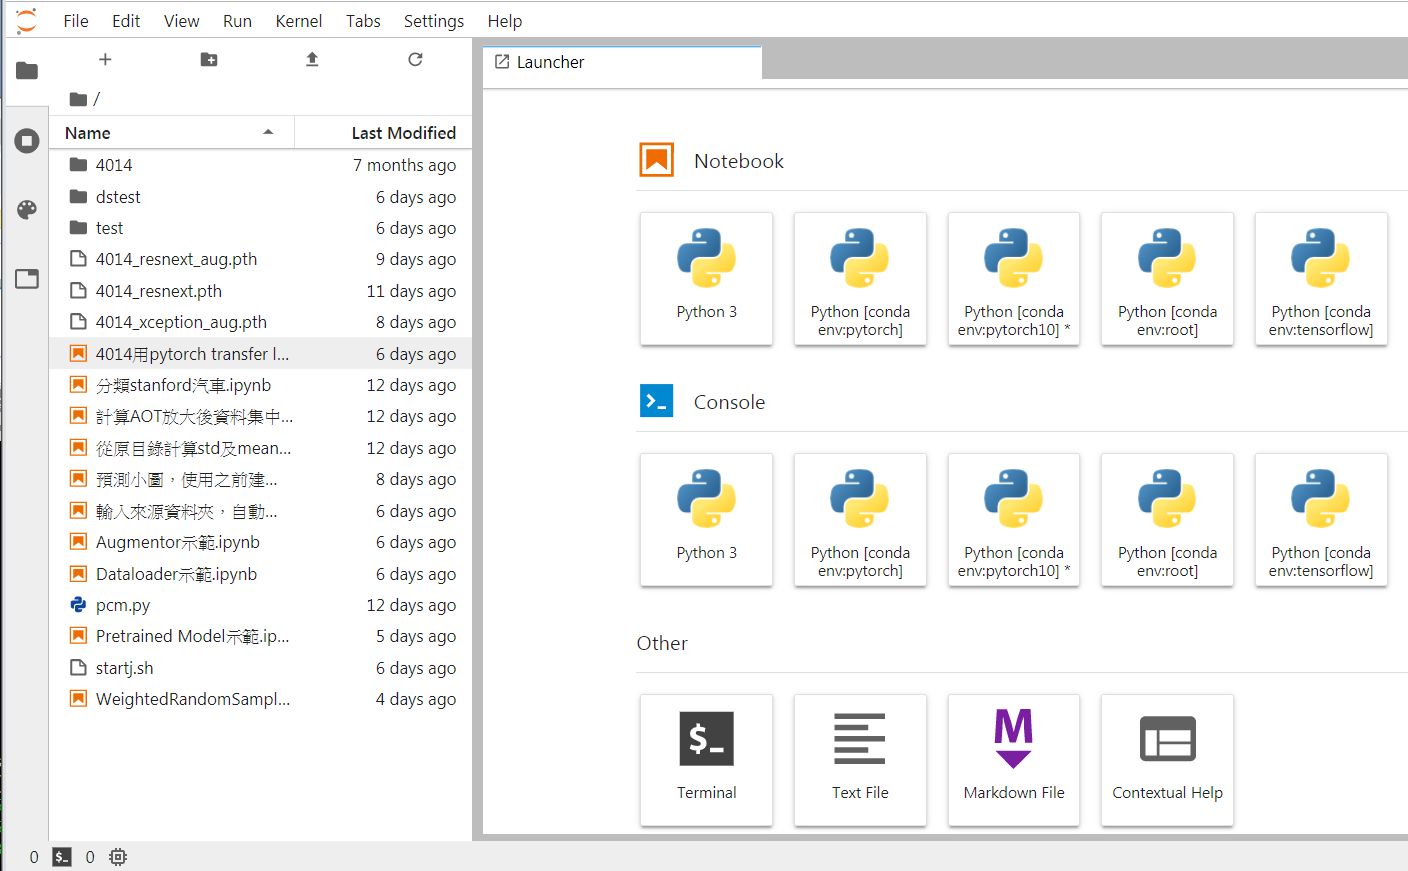 File Edit View Run Kernel Tabs Settings Help
Launcher
/
Name Last Modified
4014 7 months ago
dstest 6 days ago
test 6 days ago
4014_resnext_aug.pth 9 days ago
4014_resnext.pth 11 days ago
4014_xception_aug.pth 8 days ago
4014用pytorch transfer l... 6 days ago
分類stanford汽車.ipynb 12 days ago
計算AOT放大後資料集中... 12 days ago
從原目錄計算std及mean... 12 days ago
預測小圖，使用之前建... 8 days ago
輸入來源資料夾，自動... 6 days ago
Augmentor示範.ipynb 6 days ago
Dataloader示範.ipynb 6 days ago
pcm.py 12 days ago
Pretrained Model示範.ip... 5 days ago
startj.sh 6 days ago
WeightedRandomSampl... 4 days ago
Notebook
Python 3
Python [conda
env:pytorch]
Python [conda
env:pytorch10] *
Python [conda
env:root]
Python [conda
env:tensorflow]
Console
Python 3
Python [conda
env:pytorch]
Python [conda
env:pytorch10] *
Python [conda
env:root]
Python [conda
env:tensorflow]
Other
$_
Terminal
Text File
M
Markdown File
Contextual Help
0 $_ 0